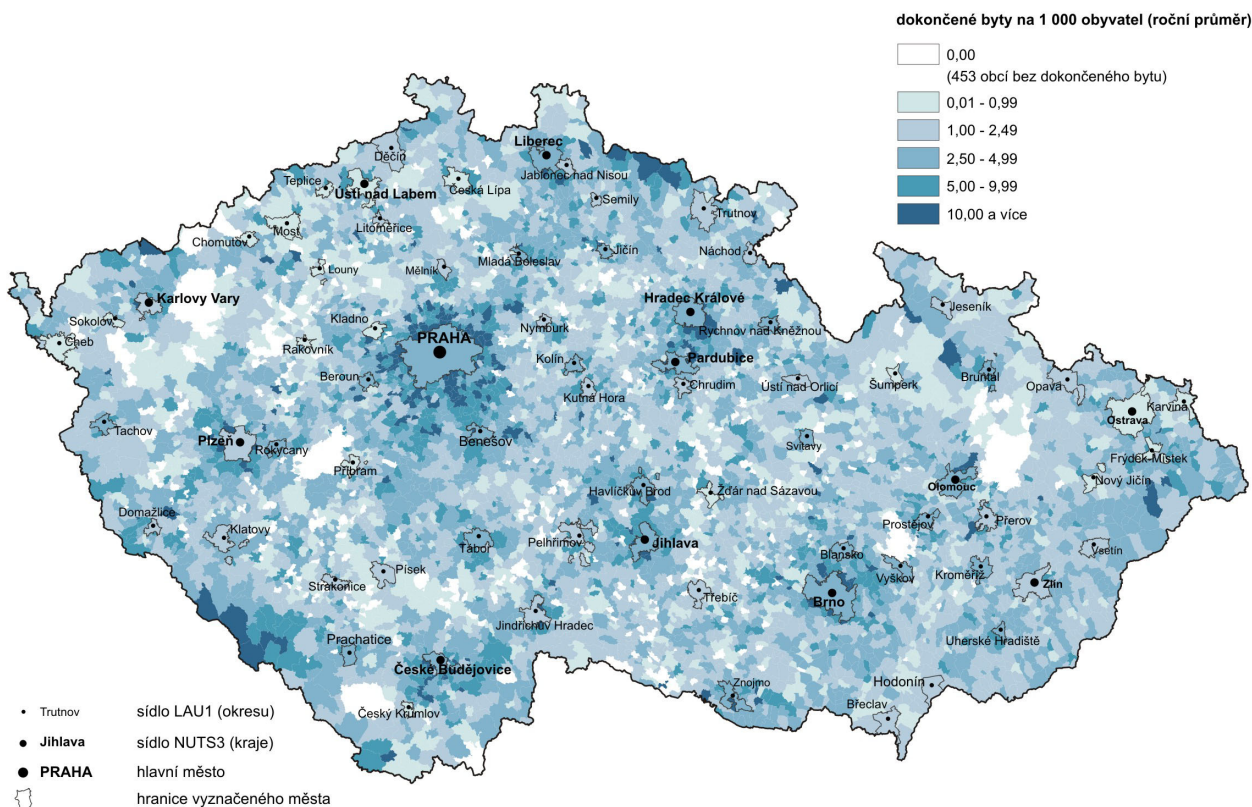 dokončené byty na 1 000 obyvatel (roční průměr)
0,00
(453 obcí bez dokončeného bytu)
0,01 - 0,99
1,00 - 2,49
2,50 - 4,99
5,00 - 9,99
10,00 a více
Liberec
Děčín
Jablonec nad Nisou
Teplice
Ústí nad Labem
Česká Lípa
Semily
Trutnov
Litoměřice
Most
Chomutov
Náchod
Jičín
Mladá Boleslav
Louny
Mělník
Karlovy Vary
Hradec Králové
Jeseník
Sokolov
Kladno
Nymburk
Rychnov nad Kněžnou
Cheb
PRAHA
Rakovník
Kolín
Pardubice
Beroun
Chrudim
Ústí nad Orlicí
Šumperk
Bruntál
Opava
Kutná Hora
Karviná
Ostrava
Tachov
Plzeň
Rokycany
Benešov
Svitavy
Frýdek-Místek
Příbram
Nový Jičín
Havlíčkův Brod
Žďár nad Sázavou
Olomouc
Domažlice
Klatovy
Prostějov
Přerov
Tábor
Pelhřimov
Jihlava
Blansko
Vsetín
Písek
Vyškov
Kroměříž
Strakonice
Třebíč
Brno
Zlín
Jindřichův Hradec
Prachatice
Uherské Hradiště
České Budějovice
Znojmo
Hodonín
Český Krumlov
Břeclav
Trutnov sídlo LAU1 (okresu)
Jihlava sídlo NUTS3 (kraje)
PRAHA hlavní město
hranice vyznačeného města